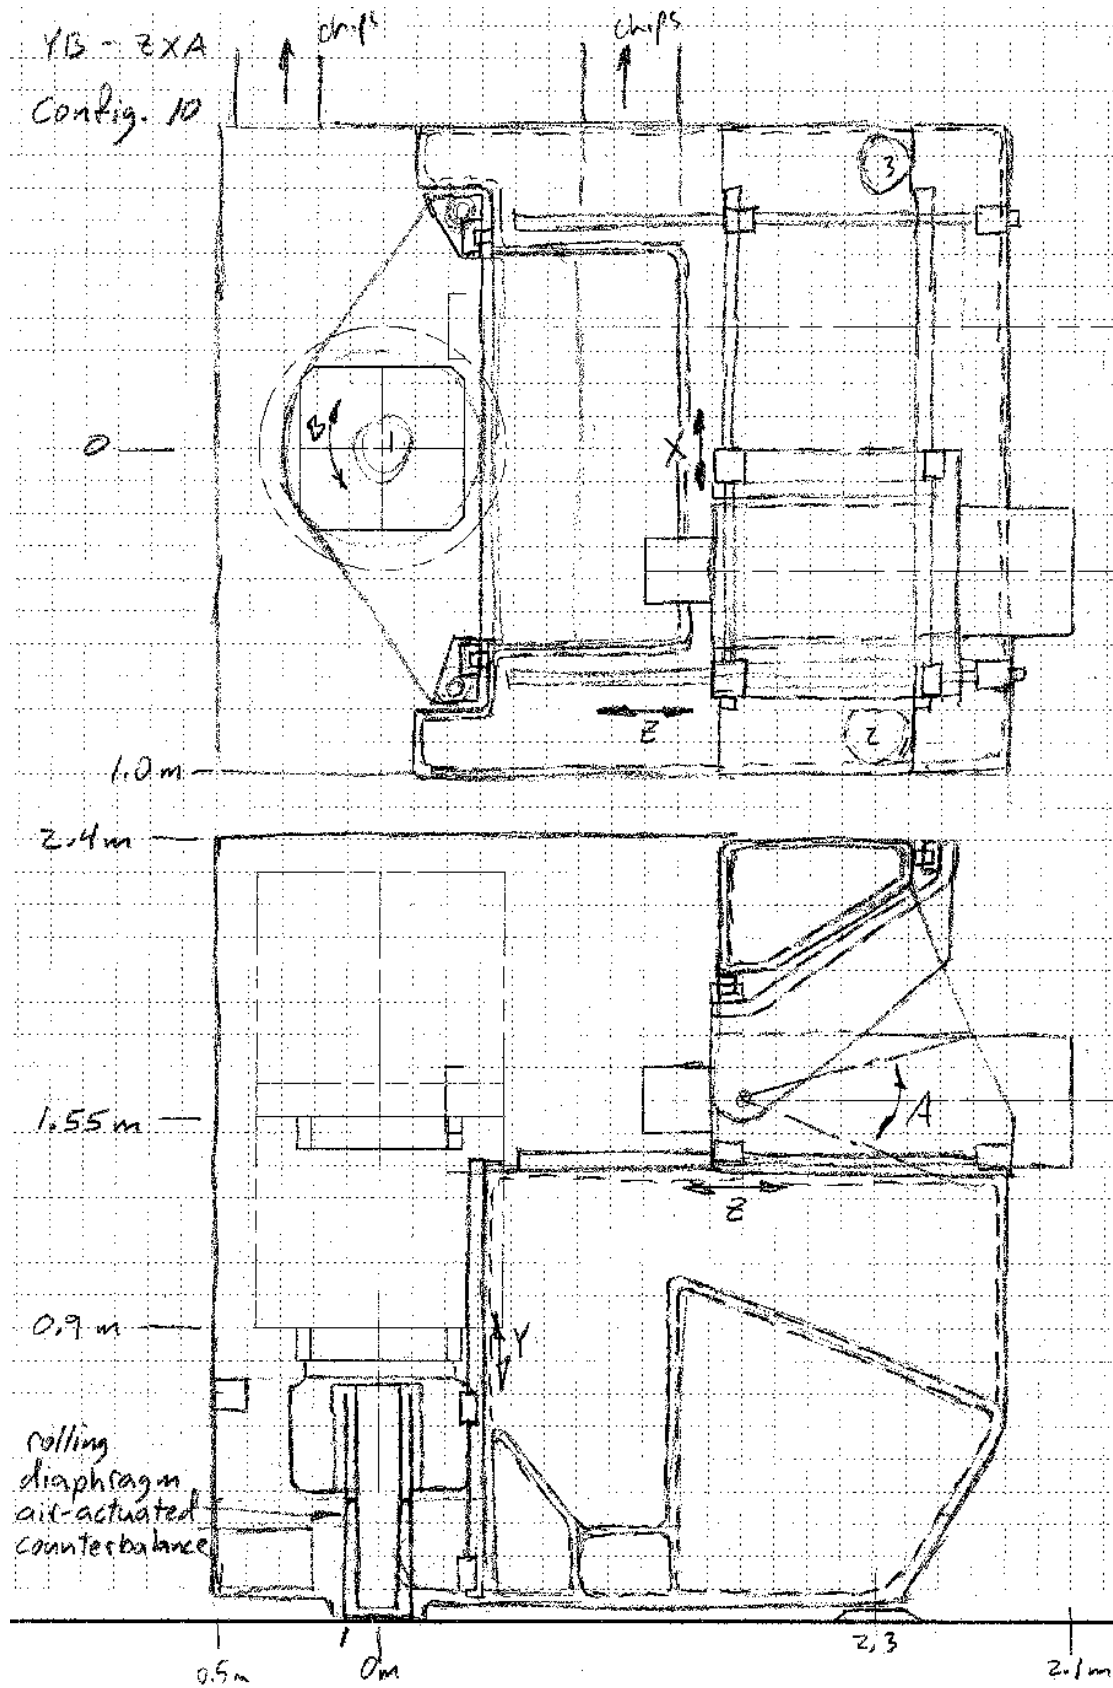 chips
chips
YB - ZXA
Config. 10
3
B
1
0
X
Z
2
1.0 m
2.4 m
A
1.55 m
Z
0.9 m
Y
rolling
diaphragm
air-actuated
counterbalance
1
2,3
0.5m
0m
2.1m